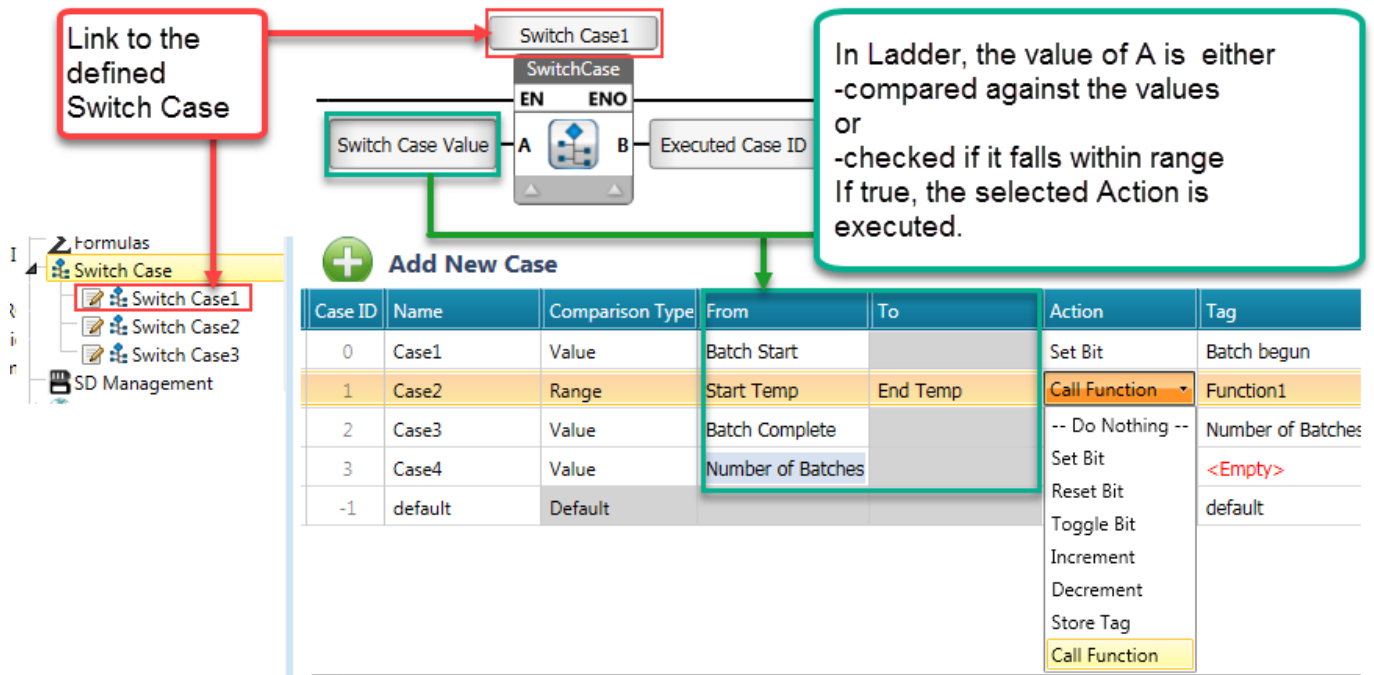 Link to the
defined
Switch Case
Switch Case1
SwitchCase
EN ENO
Switch Case Value A B Executed Case ID
In Ladder, the value of A is either
-compared against the values
or
-checked if it falls within range
If true, the selected Action is
executed.
Formulas
Switch Case
Switch Case1
Switch Case2
Switch Case3
SD Management
Add New Case
Case ID Name Comparison Type From To Action Tag
0 Case1 Value Batch Start Set Bit Batch begun
1 Case2 Range Start Temp End Temp Call Function Function1
2 Case3 Value Batch Complete -- Do Nothing -- Number of Batches
3 Case4 Value Number of Batches Set Bit <Empty>
-1 default Default Reset Bit default
Toggle Bit
Increment
Decrement
Store Tag
Call Function